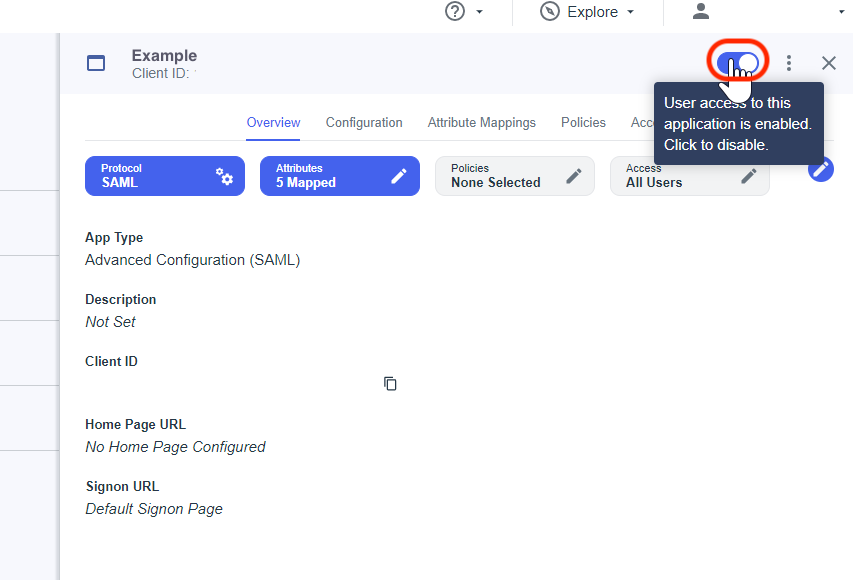 Explore
Example
Client ID:
User access to this
application is enabled.
Click to disable.
Overview
Configuration
Attribute Mappings
Policies
Protocol
SAML
Attributes
5 Mapped
Policies
None Selected
Access
All Users
App Type
Advanced Configuration (SAML)
Description
Not Set
Client ID
Home Page URL
No Home Page Configured
Signon URL
Default Signon Page